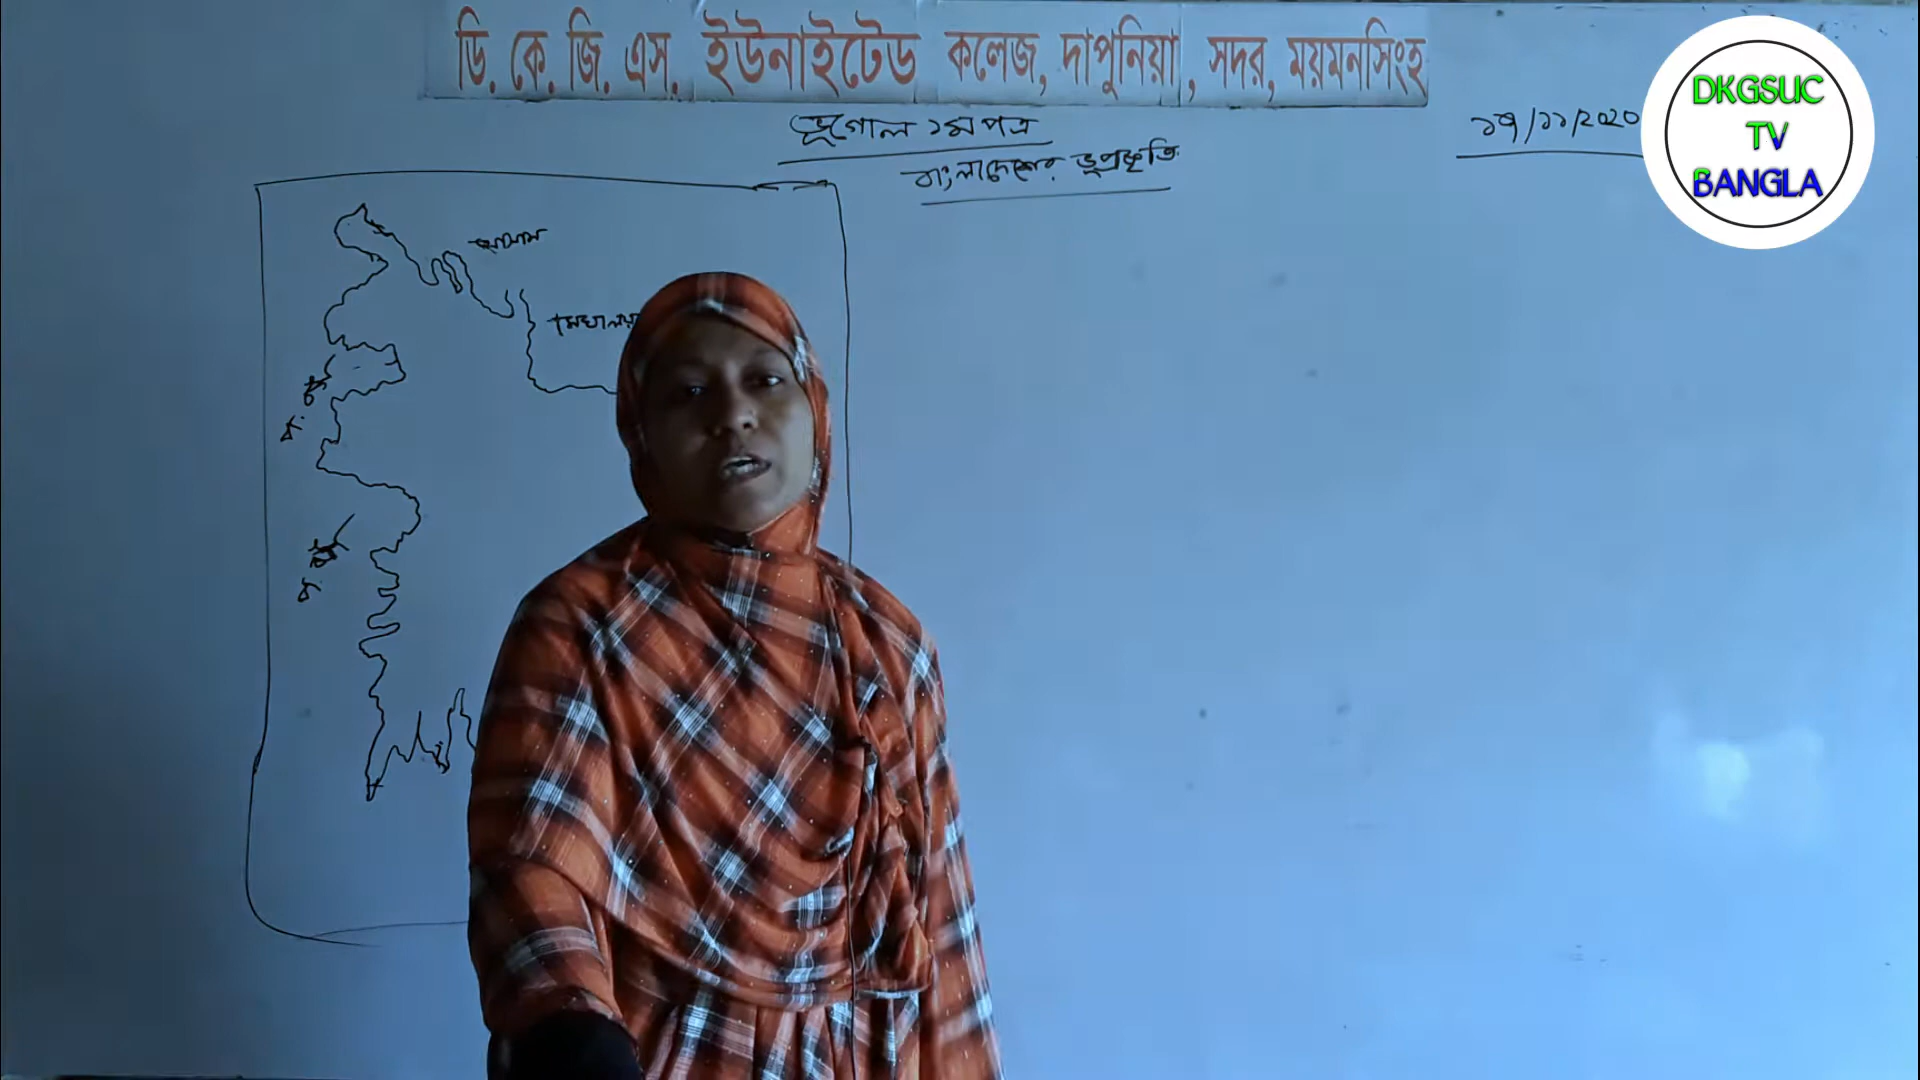 ডি. কে. জি. এস. ইউনাইটেড কলেজ, দাপুনিয়া, সদর, ময়মনসিংহ
DKGSUC
TV
BANGLA
ভূগোল ১ম পত্র
বাংলাদেশের ভূপ্রকৃতি
১৭/১১/২০২০
আসাম
মেঘালয়